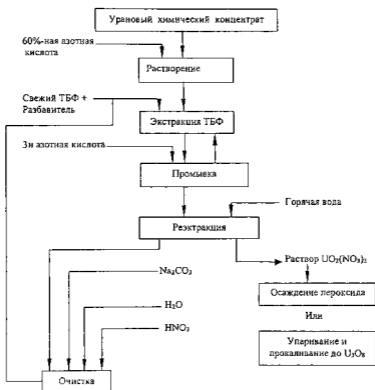 Урановый химический концентрат
60%-ная азотная
кислота
Растворение
Свежий ТБФ +
Разбавитель
Экстракция ТБФ
3н азотная кислота
Промывка
Горячая вода
Реэктракция
Раствор UO₂(NO₃)₂
Na₂CO₃
Осаждение пероксида
H₂O
Или
HNO₃
Упаривание и
прокаливание до U₃O₈
Очистка